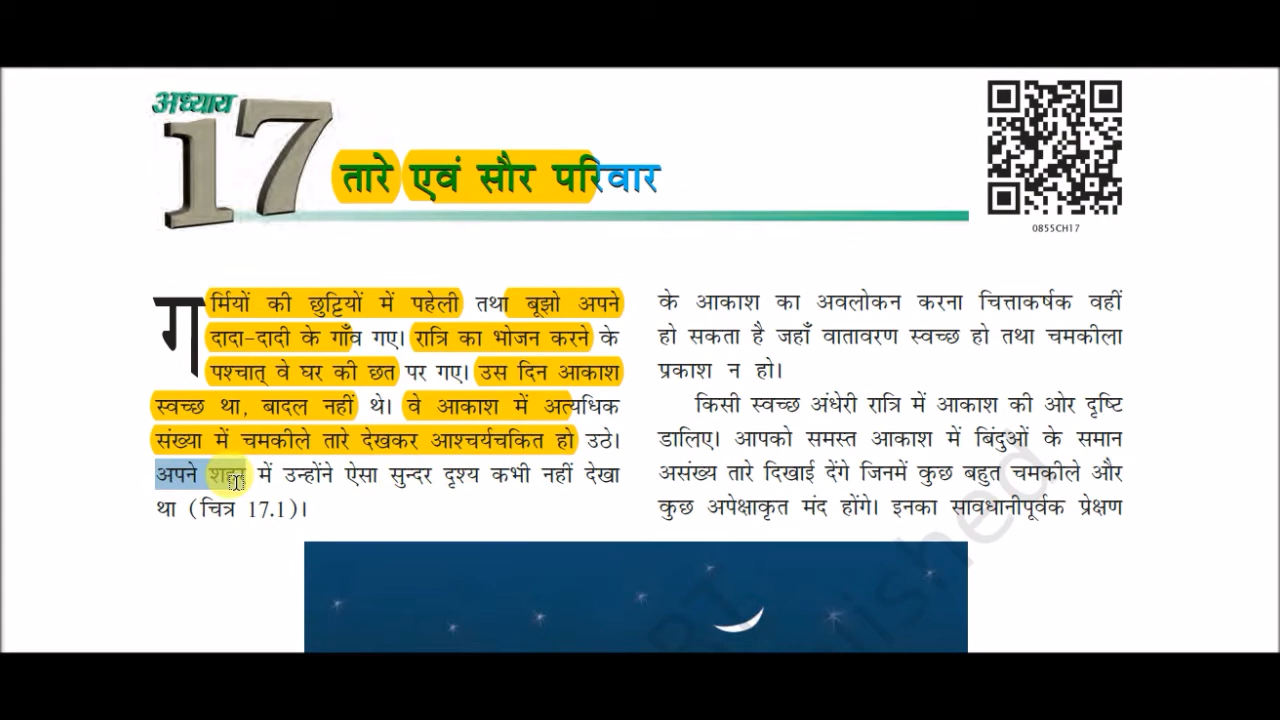 अध्याय
17
तारे एवं सौर परिवार
0855CH17
गर्मियों की छुट्टियों में पहेली तथा बूझो अपने
दादा-दादी के गाँव गए। रात्रि का भोजन करने के
पश्चात् वे घर की छत पर गए। उस दिन आकाश
स्वच्छ था, बादल नहीं थे। वे आकाश में अत्यधिक
संख्या में चमकीले तारे देखकर आश्चर्यचकित हो उठे।
अपने शहर में उन्होंने ऐसा सुन्दर दृश्य कभी नहीं देखा
था (चित्र 17.1)।
के आकाश का अवलोकन करना चित्ताकर्षक वहीं
हो सकता है जहाँ वातावरण स्वच्छ हो तथा चमकीला
प्रकाश न हो।
किसी स्वच्छ अंधेरी रात्रि में आकाश की ओर दृष्टि
डालिए। आपको समस्त आकाश में बिंदुओं के समान
असंख्य तारे दिखाई देंगे जिनमें कुछ बहुत चमकीले और
कुछ अपेक्षाकृत मंद होंगे। इनका सावधानीपूर्वक प्रेक्षण